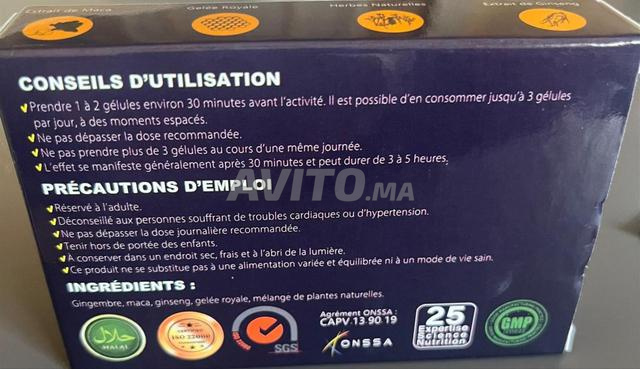 Extrait de Maca
Gelée Royale
Herbes Naturelles
Extrait de Ginseng
CONSEILS D'UTILISATION
Prendre 1 à 2 gélules environ 30 minutes avant l'activité. Il est possible d'en consommer jusqu'à 3 gélules
par jour, à des moments espacés.
Ne pas dépasser la dose recommandée.
Ne pas prendre plus de 3 gélules au cours d'une même journée.
L'effet se manifeste généralement après 30 minutes et peut durer de 3 à 5 heures.
AVITO.MA
PRÉCAUTIONS D'EMPLOI
Réservé à l'adulte.
Déconseillé aux personnes souffrant de troubles cardiaques ou d'hypertension.
Ne pas dépasser la dose journalière recommandée.
Tenir hors de portée des enfants.
À conserver dans un endroit sec, frais et à l'abri de la lumière.
Ce produit ne se substitue pas à une alimentation variée et équilibrée ni à un mode de vie sain.
INGRÉDIENTS :
Gingembre, maca, ginseng, gelée royale, mélange de plantes naturelles.
حلال
HALAL
CERTIFIED
ISO 22000
SGS
Agrément ONSSA :
CAPV.13.90.19
ONSSA
25
Expertise
Science
Nutrition
GMP